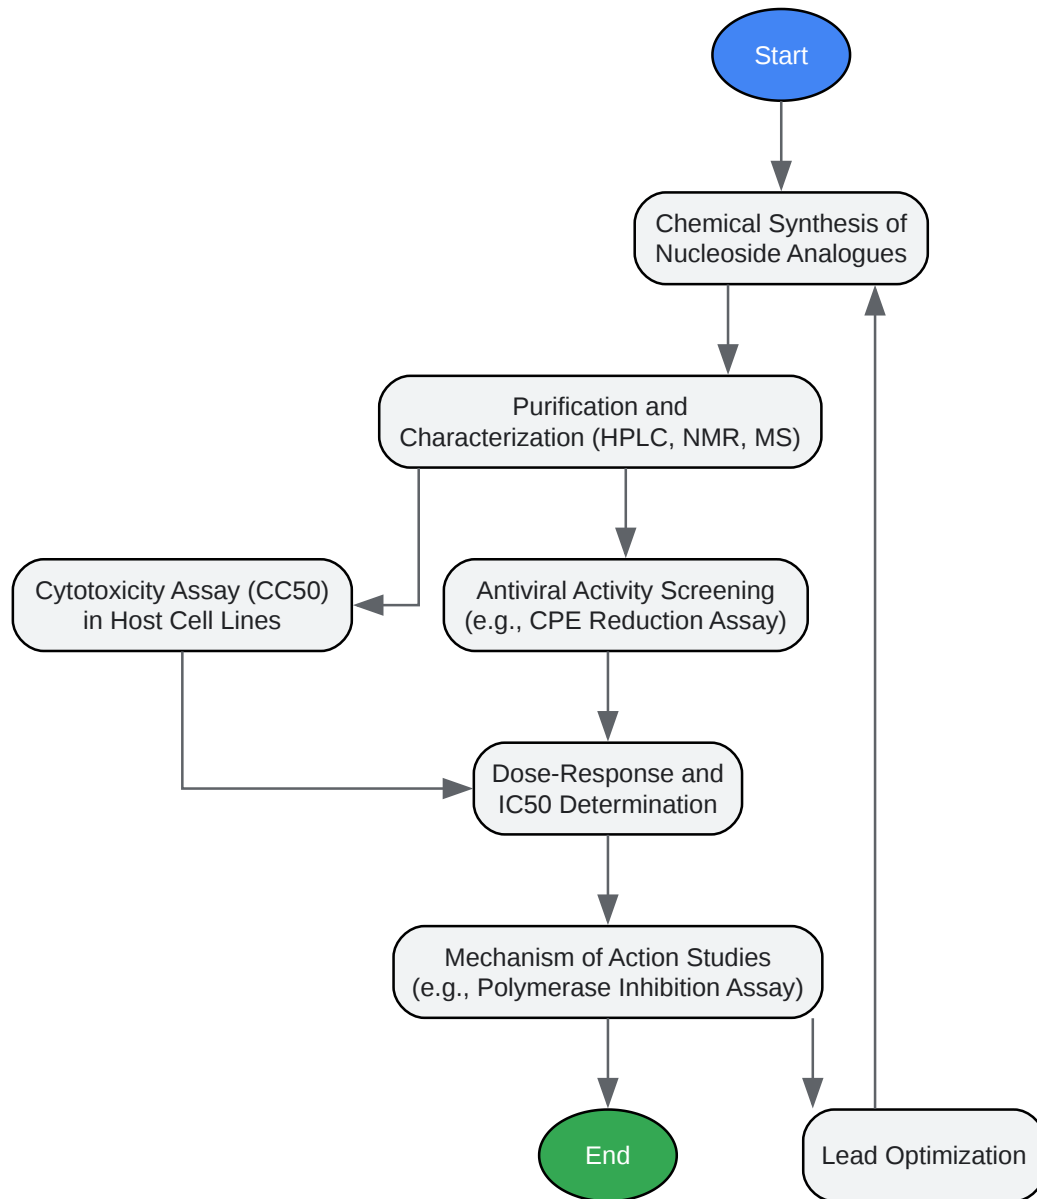 Start
Chemical Synthesis of
Nucleoside Analogues
Purification and
Characterization (HPLC, NMR, MS)
Cytotoxicity Assay (CC50)
in Host Cell Lines
Antiviral Activity Screening
(e.g., CPE Reduction Assay)
Dose-Response and
IC50 Determination
Mechanism of Action Studies
(e.g., Polymerase Inhibition Assay)
End
Lead Optimization